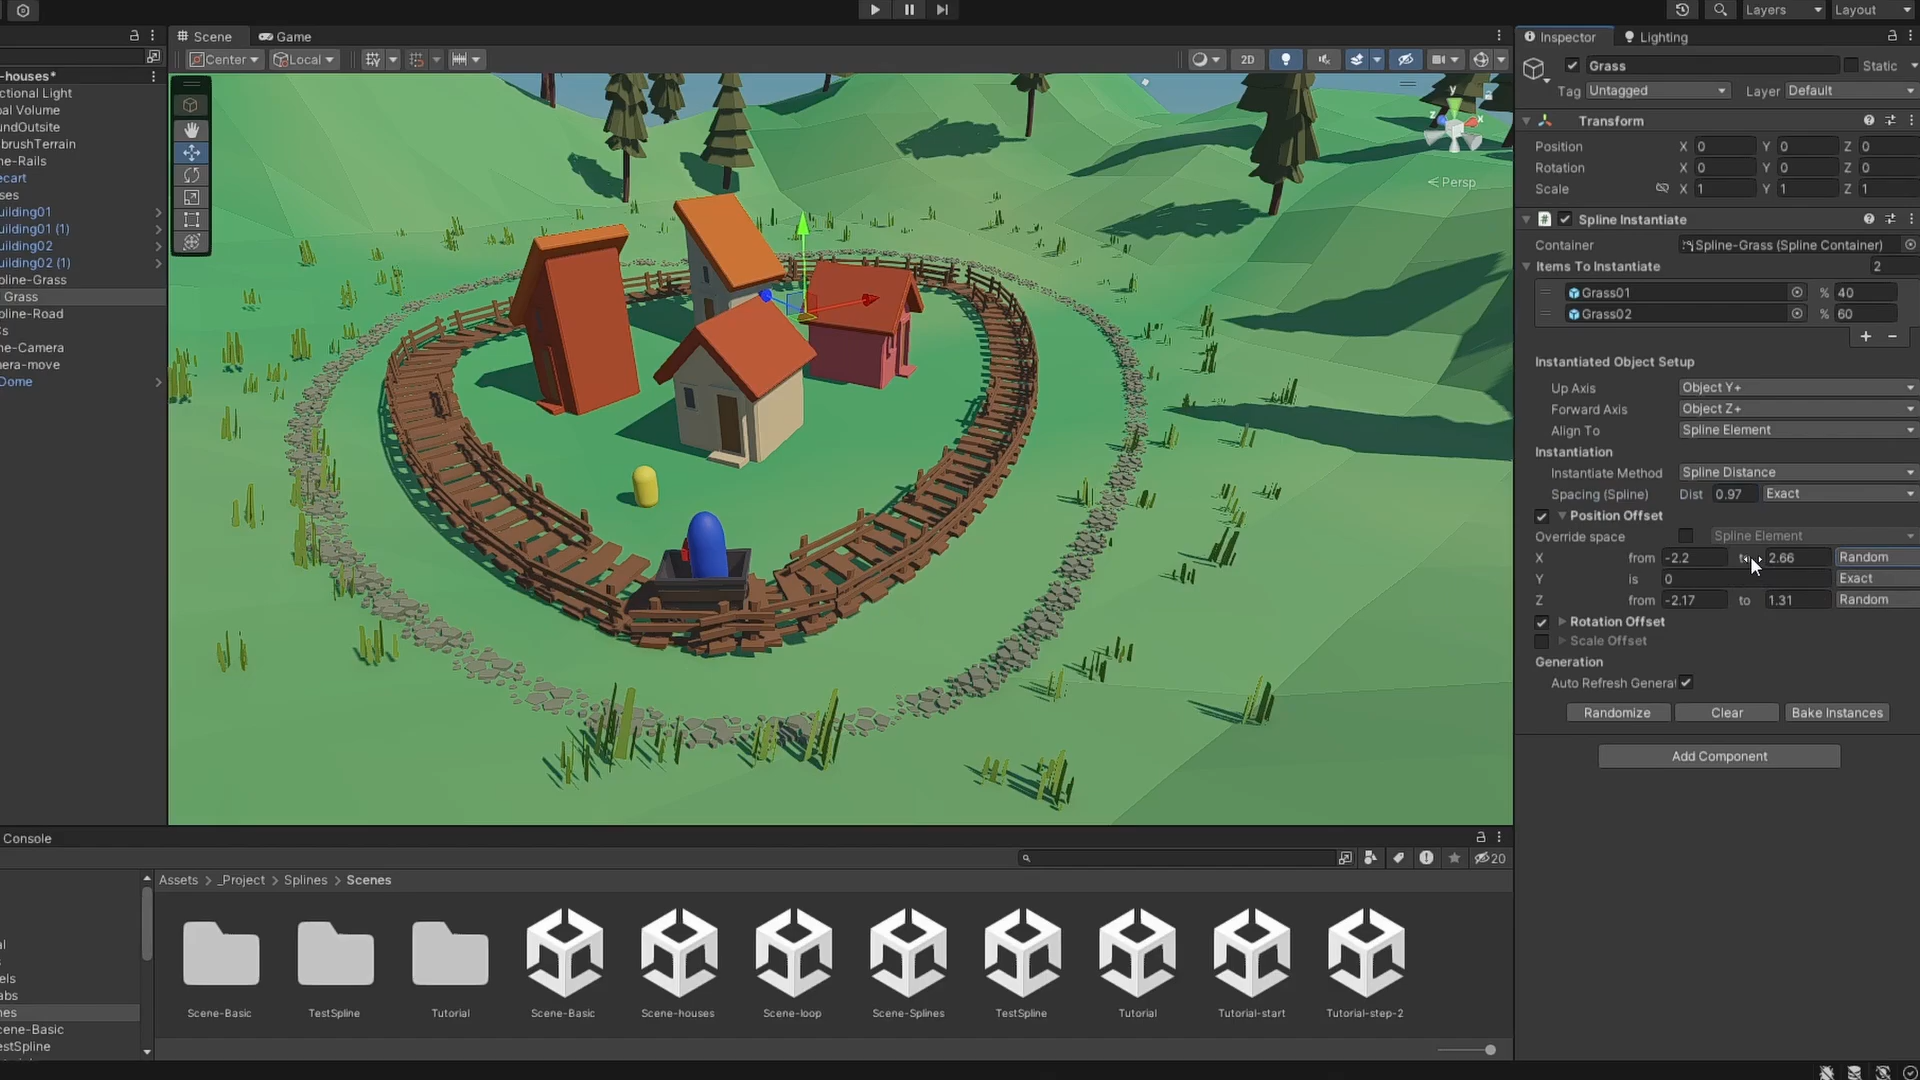 Layers
Layout
Scene
Game
Center
Local
2D
-houses*
ctional Light
bal Volume
undOutsite
brushTerrain
ne-Rails
ecart
ses
uilding01
uilding01 (1)
uilding02
uilding02 (1)
pline-Grass
Grass
pline-Road
Cs
ne-Camera
mera-move
Dome
y
z
x
Persp
Inspector
Lighting
Grass
Static
Tag Untagged
Layer Default
Transform
Position X 0 Y 0 Z 0
Rotation X 0 Y 0 Z 0
Scale X 1 Y 1 Z 1
Spline Instantiate
Container Spline-Grass (Spline Container)
Items To Instantiate 2
Grass01 % 40
Grass02 % 60
Instantiated Object Setup
Up Axis Object Y+
Forward Axis Object Z+
Align To Spline Element
Instantiation
Instantiate Method Spline Distance
Spacing (Spline) Dist 0.97 Exact
Position Offset
Override space Spline Element
X from -2.2 2.66 Random
Y is 0 Exact
Z from -2.17 to 1.31 Random
Rotation Offset
Scale Offset
Generation
Auto Refresh Generat
Randomize Clear Bake Instances
Add Component
Console
20
Assets > _Project > Splines > Scenes
al
s
els
abs
nes
cene-Basic
estSpline
Scene-Basic
TestSpline
Tutorial
Scene-Basic
Scene-houses
Scene-loop
Scene-Splines
TestSpline
Tutorial
Tutorial-start
Tutorial-step-2